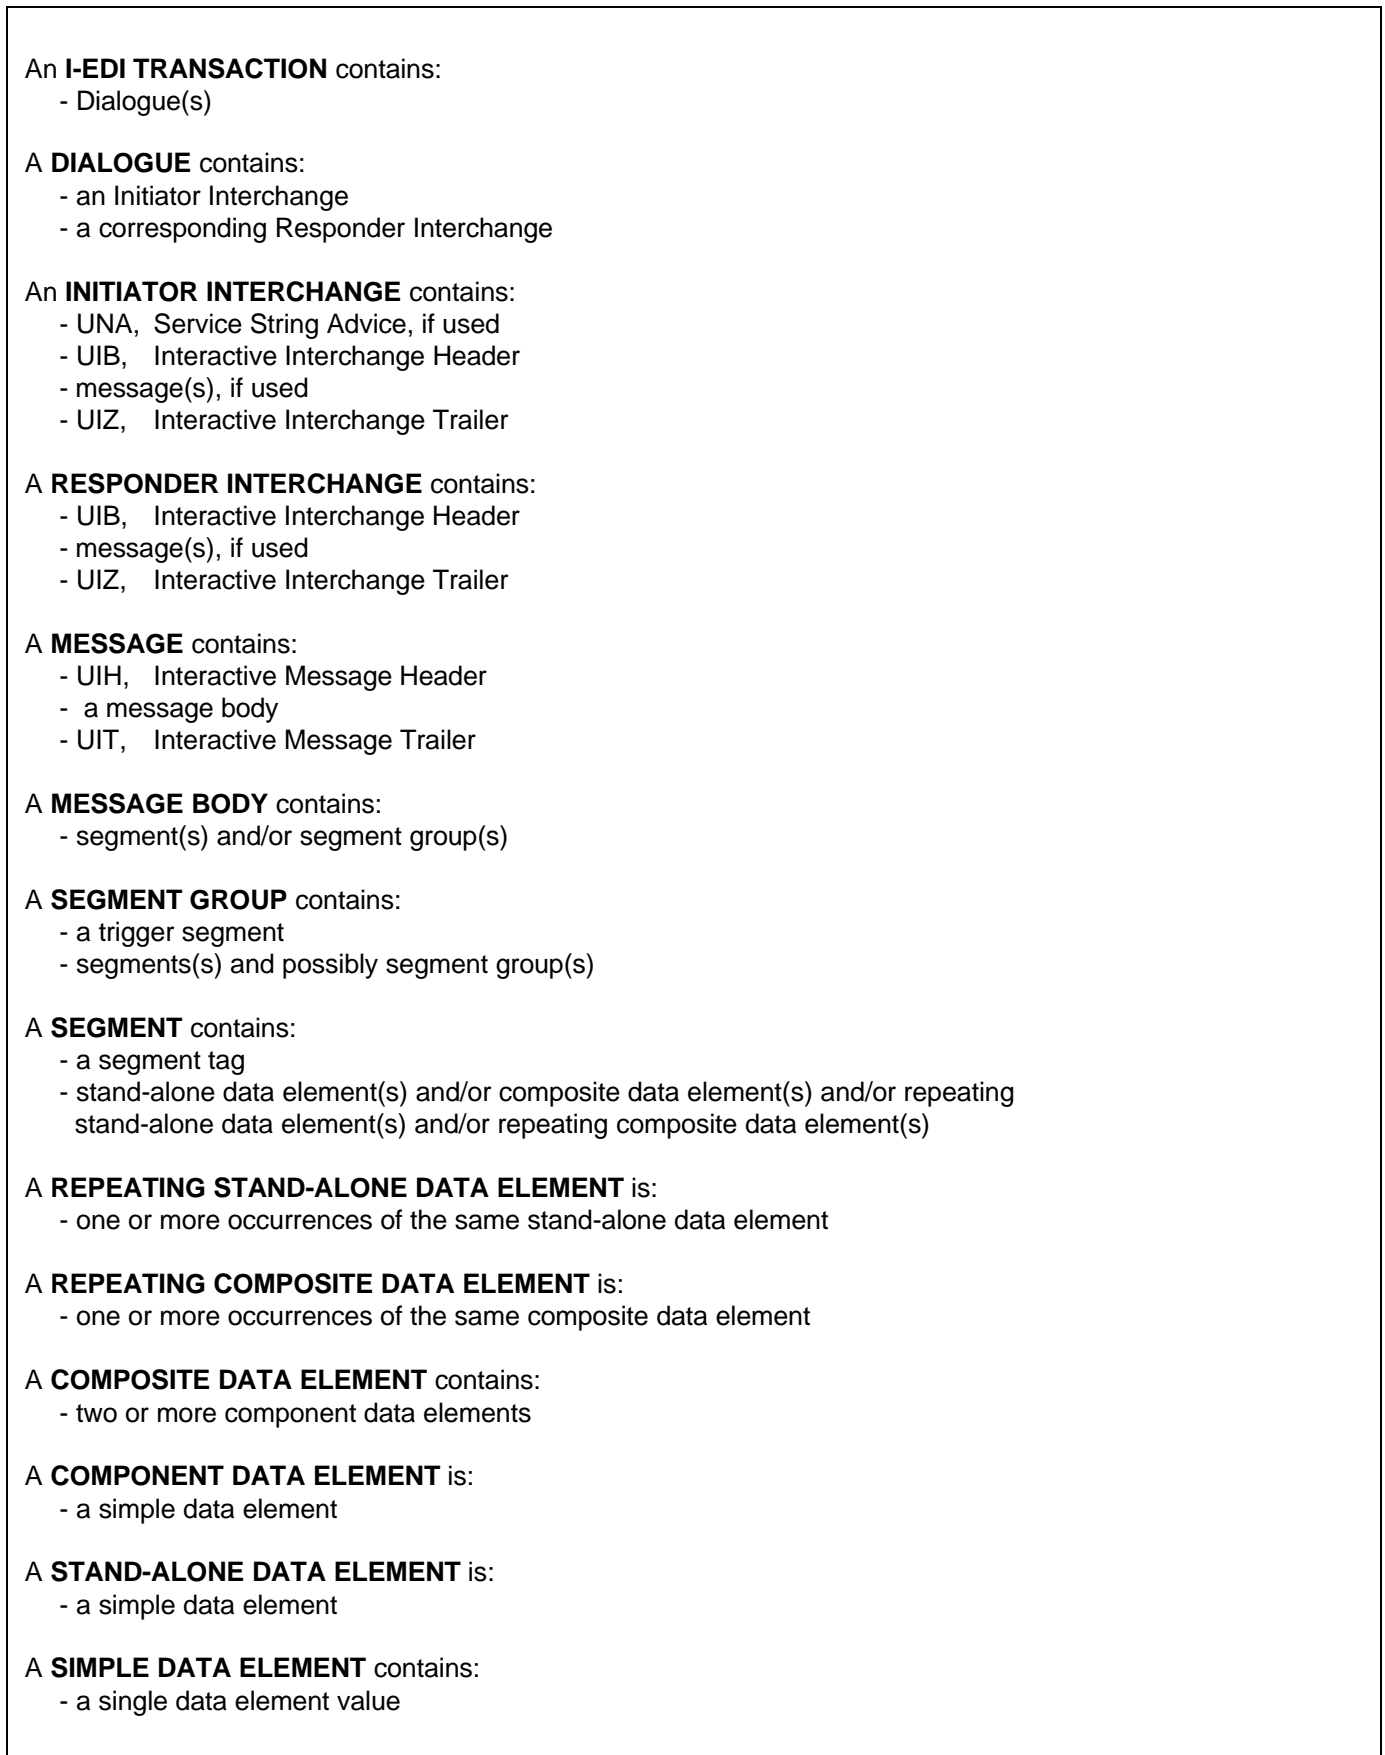 An I-EDI TRANSACTION contains:
- Dialogue(s)
A DIALOGUE contains:
- an Initiator Interchange
- a corresponding Responder Interchange
An INITIATOR INTERCHANGE contains:
- UNA, Service String Advice, if used
- UIB, Interactive Interchange Header
- message(s), if used
- UIZ, Interactive Interchange Trailer
A RESPONDER INTERCHANGE contains:
- UIB, Interactive Interchange Header
- message(s), if used
- UIZ, Interactive Interchange Trailer
A MESSAGE contains:
- UIH, Interactive Message Header
- a message body
- UIT, Interactive Message Trailer
A MESSAGE BODY contains:
- segment(s) and/or segment group(s)
A SEGMENT GROUP contains:
- a trigger segment
- segments(s) and possibly segment group(s)
A SEGMENT contains:
- a segment tag
- stand-alone data element(s) and/or composite data element(s) and/or repeating
stand-alone data element(s) and/or repeating composite data element(s)
A REPEATING STAND-ALONE DATA ELEMENT is:
- one or more occurrences of the same stand-alone data element
A REPEATING COMPOSITE DATA ELEMENT is:
- one or more occurrences of the same composite data element
A COMPOSITE DATA ELEMENT contains:
- two or more component data elements
A COMPONENT DATA ELEMENT is:
- a simple data element
A STAND-ALONE DATA ELEMENT is:
- a simple data element
A SIMPLE DATA ELEMENT contains:
- a single data element value